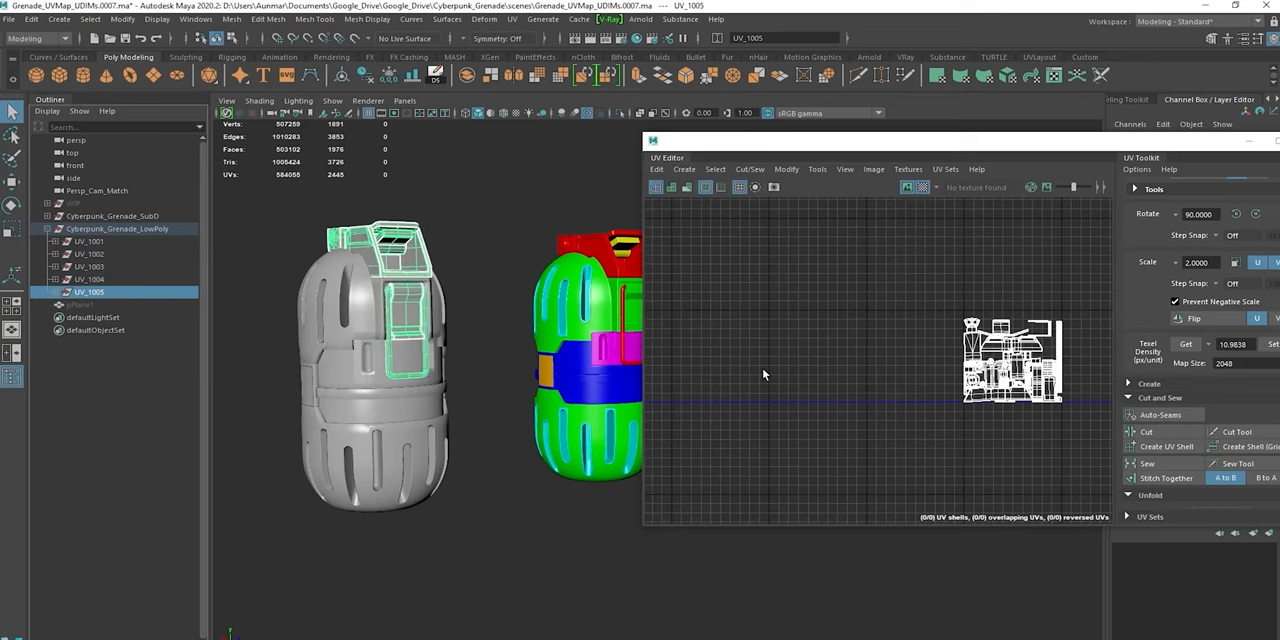 Grenade_UVMap_UDIMs.0007.ma* - Autodesk Maya 2020.2: D:\Users\Aunmar\Documents\Google_Drive\Google_Drive\Cyberpunk_Grenade\scenes\Grenade_UVMap_UDIMs.0007.ma --- UV_1005
File Edit Create Select Modify Display Windows Mesh Edit Mesh Mesh Tools Mesh Display Curves Surfaces Deform UV Generate Cache [V-Ray] Arnold Substance Help
Workspace : Modeling - Standard*
Modeling No Live Surface Symmetry: Off UV_1005
Curves / Surfaces Poly Modeling Sculpting Rigging Animation Rendering FX FX Caching MASH XGen PaintEffects nCloth Bifrost Fluids Bullet Fur nHair Motion Graphics Arnold VRay TURTLE UVLayout Custom
Outliner
Display Show Help
Search...
persp
top
front
side
Persp_Cam_Match
WIP
Cyberpunk_Grenade_SubD
Cyberpunk_Grenade_LowPoly
UV_1001
UV_1002
UV_1003
UV_1004
UV_1005
pPlane1
defaultLightSet
defaultObjectSet
View Shading Lighting Show Renderer Panels
0.00 1.00 sRGB gamma
Verts: 507259 1891 0
Edges: 1010283 3853 0
Faces: 503102 1976 0
Tris: 1005424 3726 0
UVs: 584055 2445 0
eling Toolkit Channel Box / Layer Editor
Channels Edit Object Show
UV Editor
Edit Create Select Cut/Sew Modify Tools View Image Textures UV Sets Help
No texture found
(0/0) UV shells, (0/0) overlapping UVs, (0/0) reversed UVs
UV Toolkit
Options Help
Tools
Rotate 90.0000
Step Snap: Off
Scale 2.0000 U V
Step Snap: Off
Prevent Negative Scale
Flip U V
Texel Density (px/unit) Get 10.9838 Set
Map Size: 2048
Create
Cut and Sew
Auto-Seams
Cut Cut Tool
Create UV Shell Create Shell (Gri
Sew Sew Tool
Stitch Together A to B B to A
Unfold
UV Sets